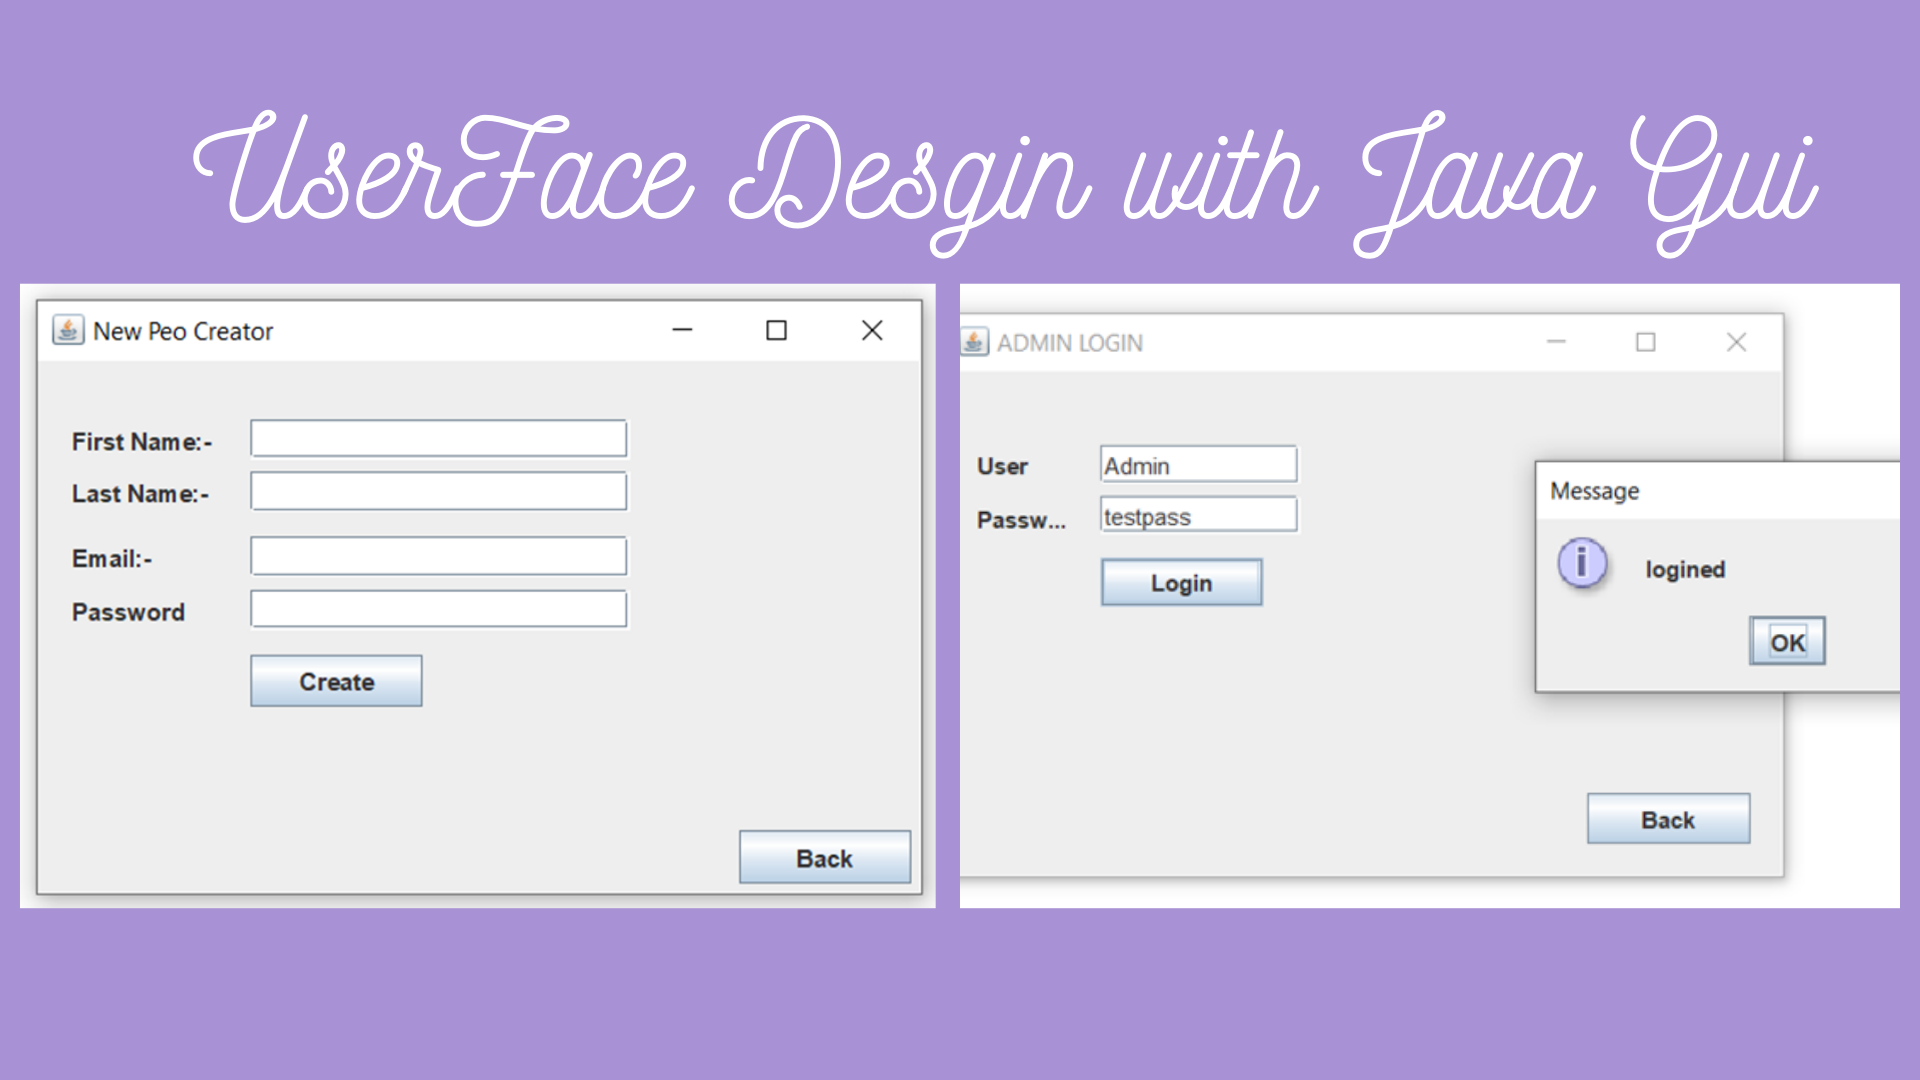 UserFace Desgin with Java Gui
New Peo Creator
First Name:-
Last Name:-
Email:-
Password
Create
Back
ADMIN LOGIN
User Admin
Passw... testpass
Login
Message
logined
OK
Back